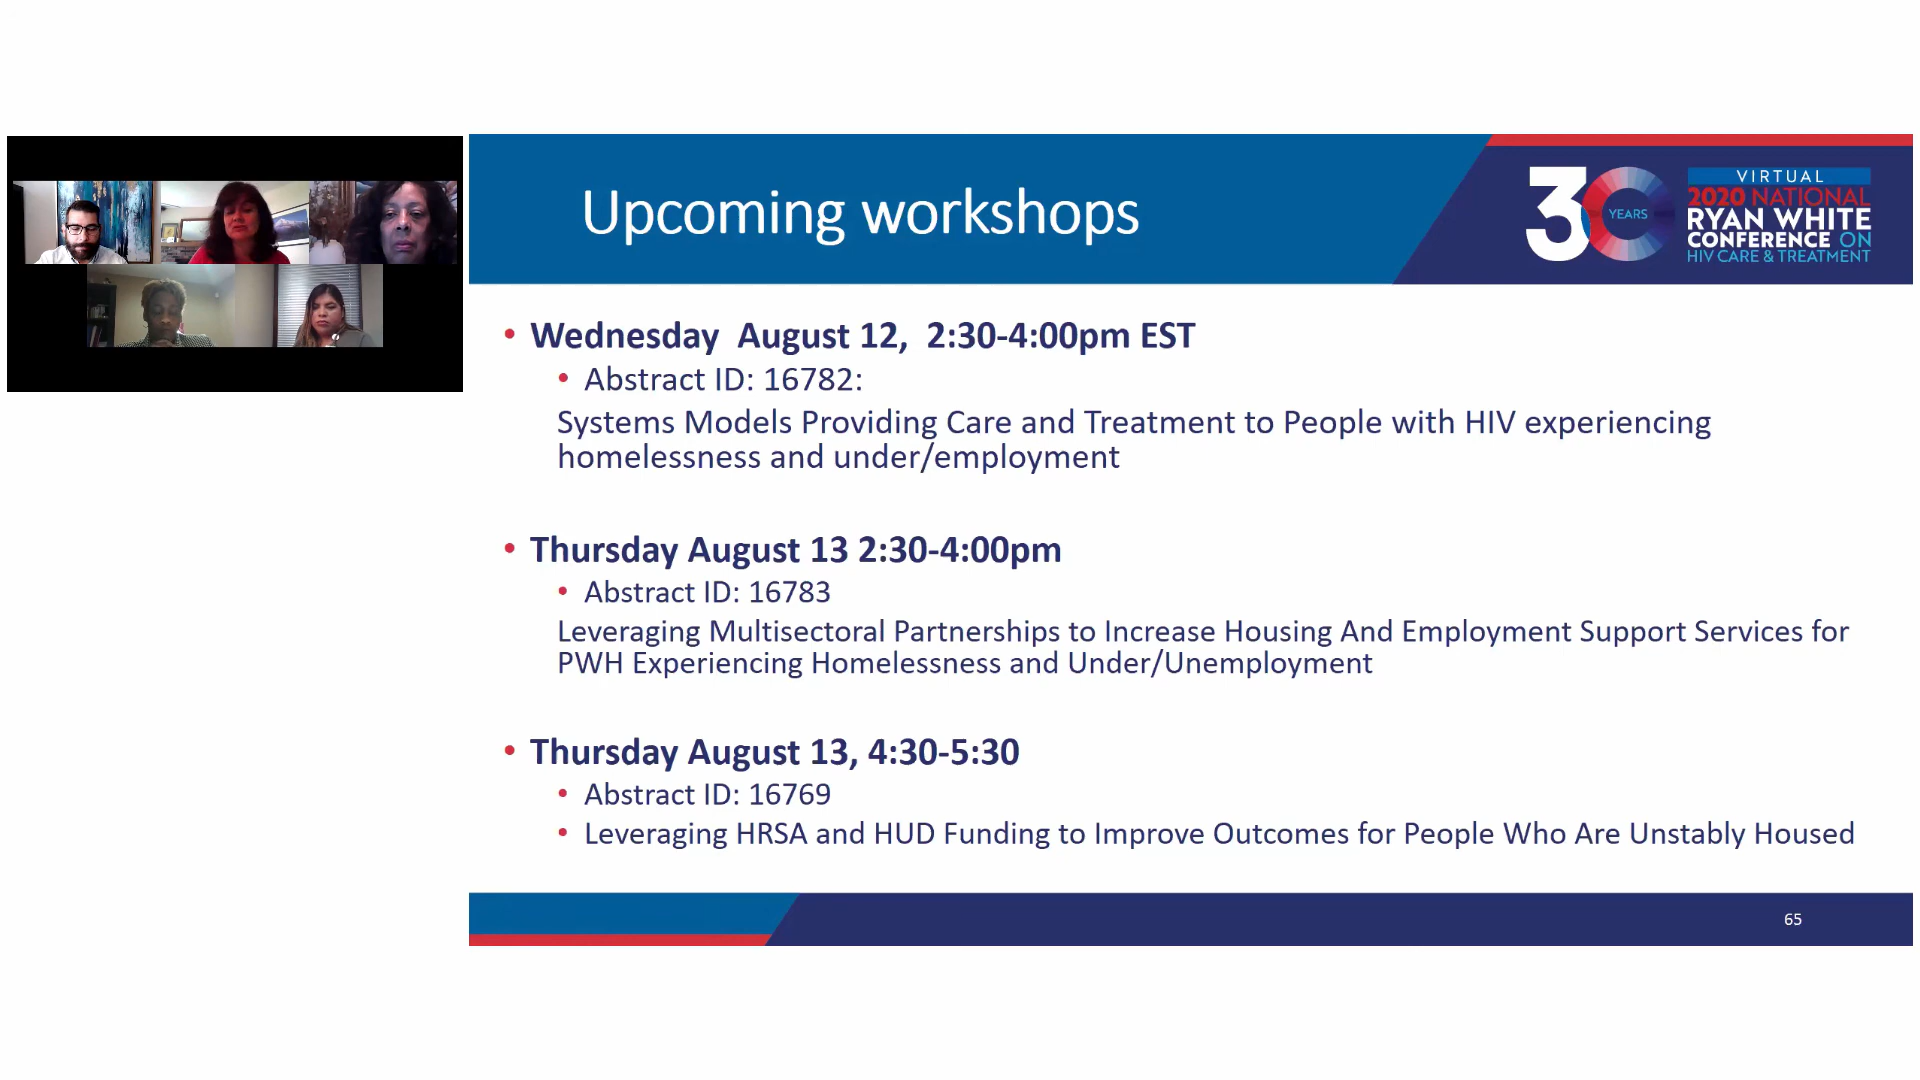 Upcoming workshops
30
YEARS
VIRTUAL
2020 NATIONAL
RYAN WHITE
CONFERENCE ON
HIV CARE & TREATMENT
• Wednesday  August 12,  2:30-4:00pm EST
• Abstract ID: 16782:
Systems Models Providing Care and Treatment to People with HIV experiencing
homelessness and under/employment
• Thursday August 13 2:30-4:00pm
• Abstract ID: 16783
Leveraging Multisectoral Partnerships to Increase Housing And Employment Support Services for
PWH Experiencing Homelessness and Under/Unemployment
• Thursday August 13, 4:30-5:30
• Abstract ID: 16769
• Leveraging HRSA and HUD Funding to Improve Outcomes for People Who Are Unstably Housed
65